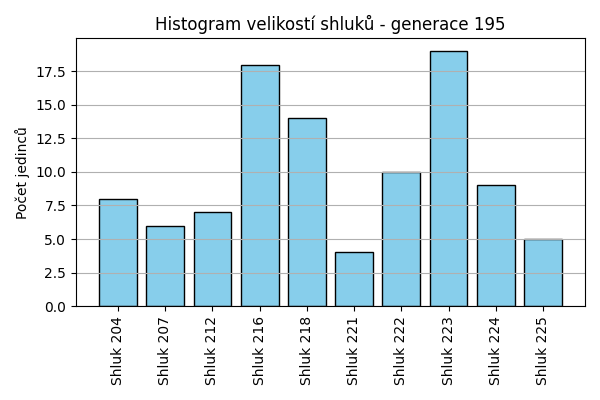 Histogram velikostí shluků - generace 195
Počet jedinců
17.5
15.0
12.5
10.0
7.5
5.0
2.5
0.0
Shluk 204
Shluk 207
Shluk 212
Shluk 216
Shluk 218
Shluk 221
Shluk 222
Shluk 223
Shluk 224
Shluk 225